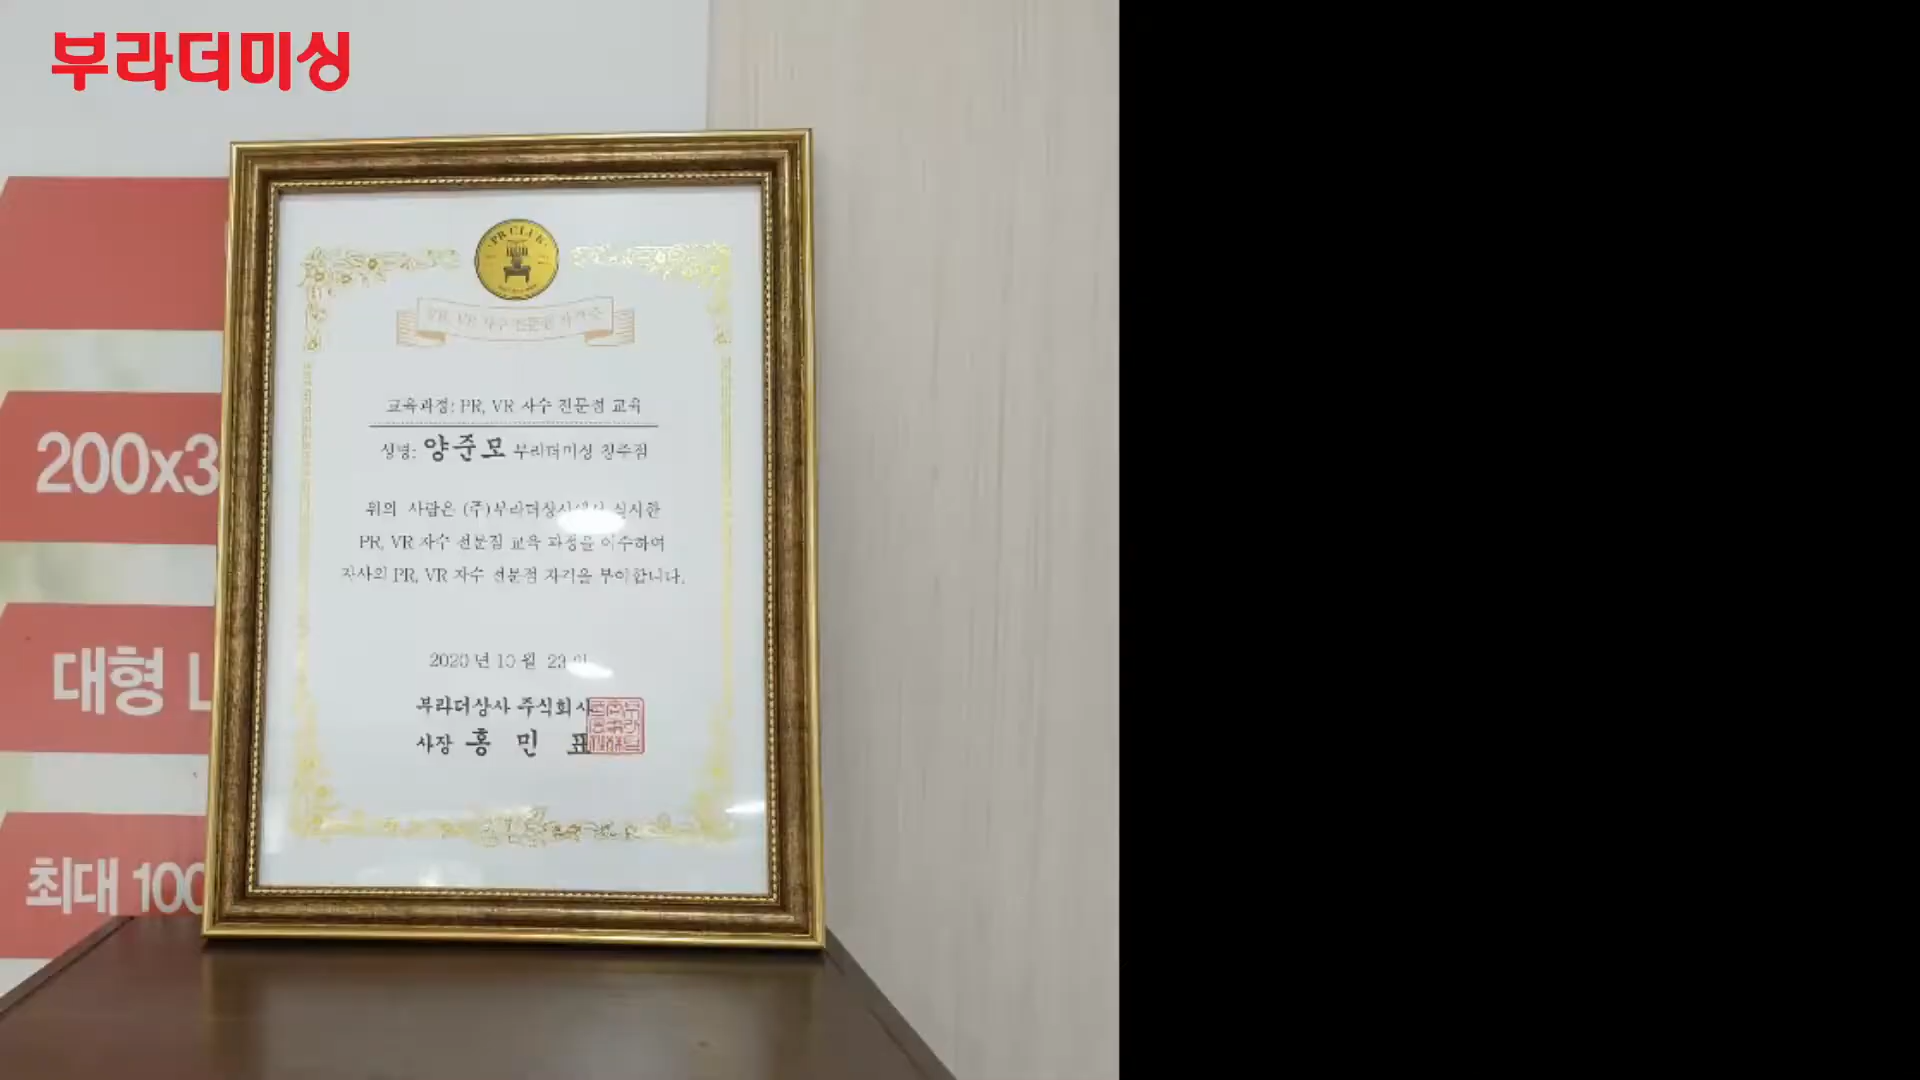 부라더미싱
PR CLUB
PR, VR 자수 전문점 자격증
교육과정: PR, VR 자수 전문점 교육
성명: 양준모 부라더미싱 청주점
위의 사람은 (주)부라더상사에서 실시한
PR, VR 자수 전문점 교육 과정을 이수하여
자사의 PR, VR 자수 전문점 자격을 부여합니다.
2020 년 10 월 23 일
부라더상사 주식회사
사장 홍 민 표
200x3
대형 L
최대 100